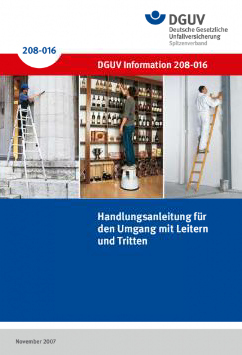 DGUV
Deutsche Gesetzliche
Unfallversicherung
Spitzenverband
208-016
DGUV Information 208-016
Handlungsanleitung für
den Umgang mit Leitern
und Tritten
November 2007